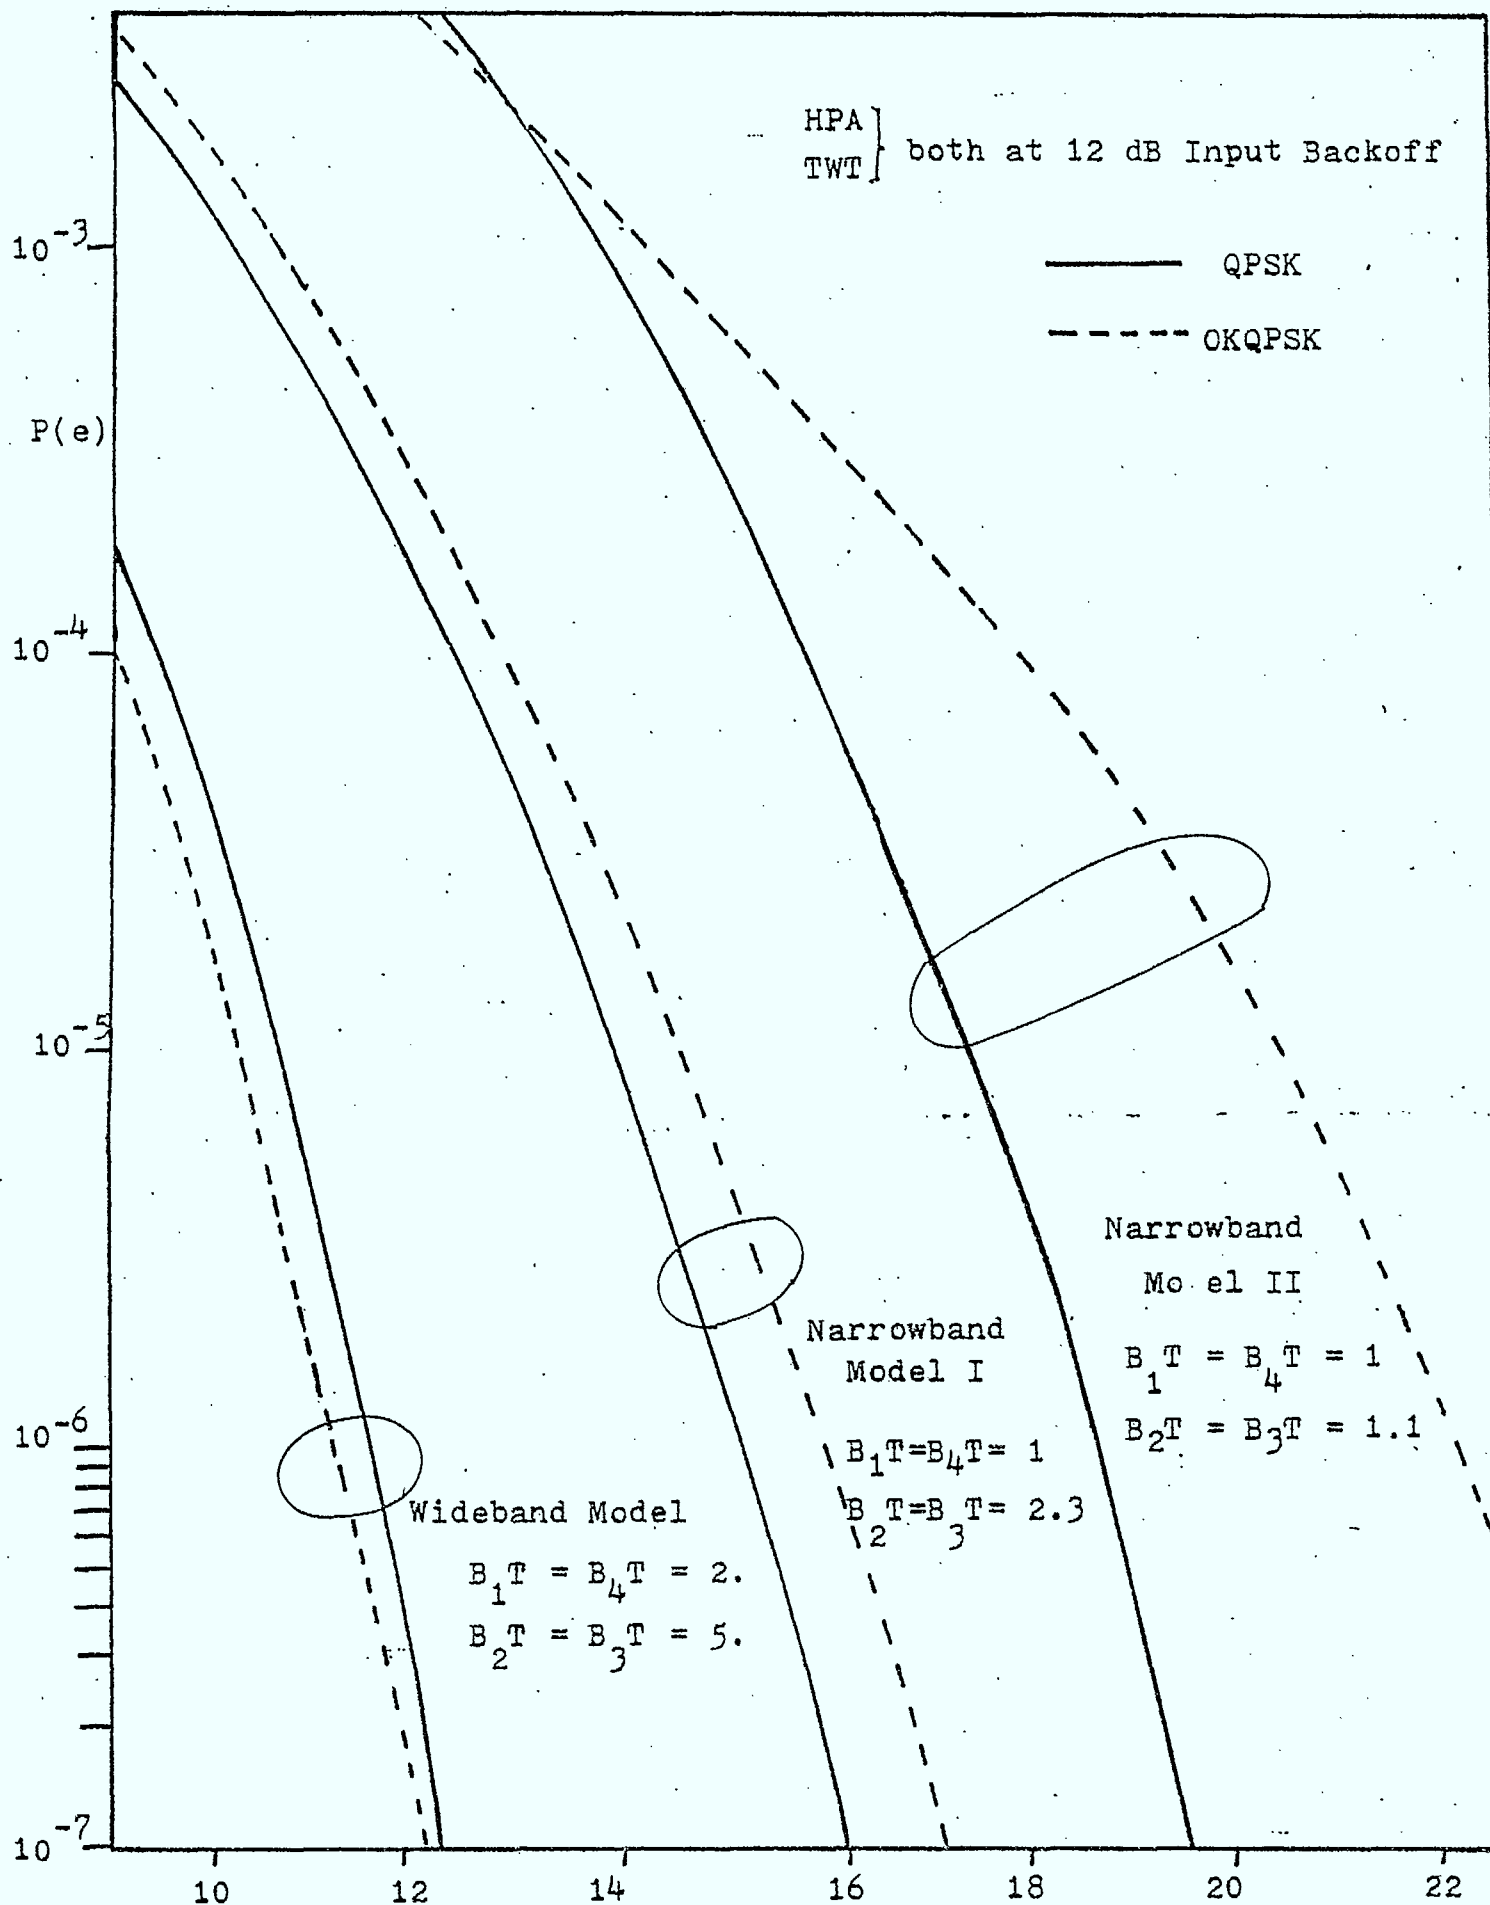 HPA
TWT
both at 12 dB Input Backoff
QPSK
OKQPSK
10-3
P(e)
10-4
10-5
10-6
10-7
Narrowband
Mo el II
B1T = B4T = 1
B2T = B3T = 1.1
Narrowband
Model I
B1T=B4T= 1
B2T=B3T= 2.3
Wideband Model
B1T = B4T = 2.
B2T = B3T = 5.
10 12 14 16 18 20 22